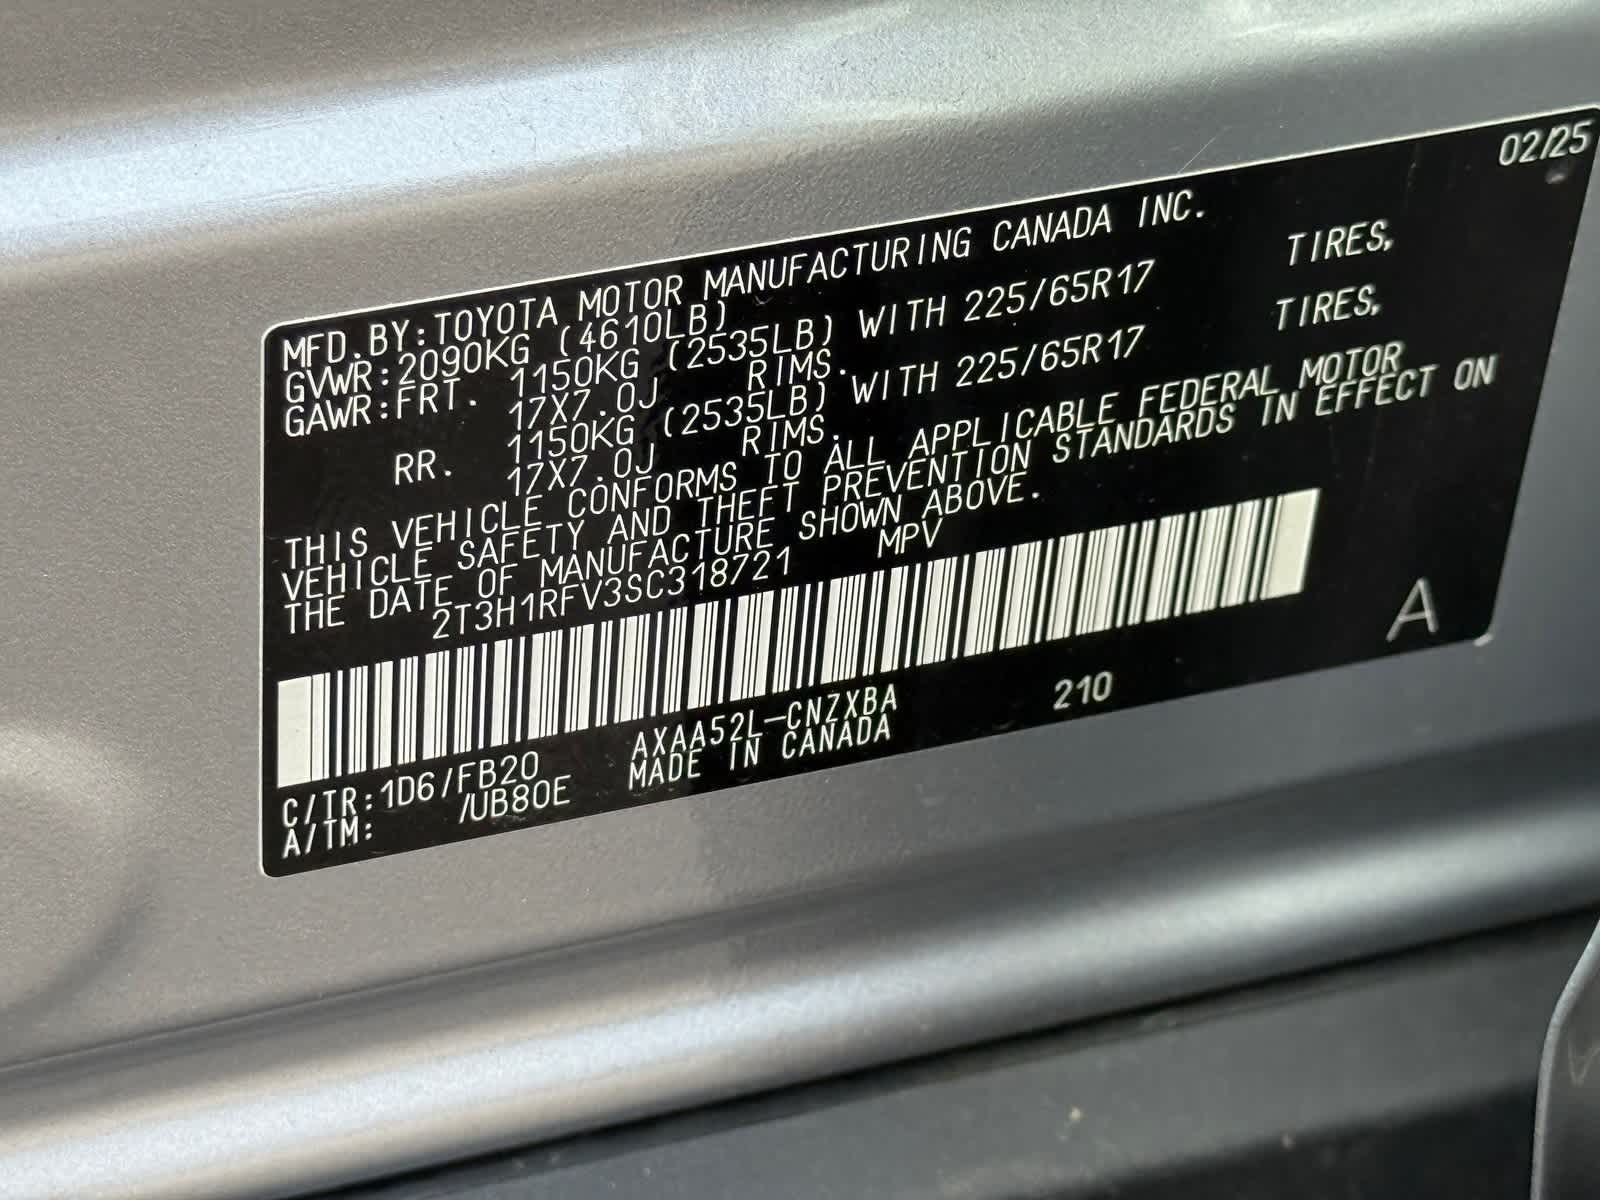 02/25
MFD.BY:TOYOTA MOTOR MANUFACTURING CANADA INC.
GVWR:2090KG (4610LB)
GAWR:FRT. 1150KG (2535LB) WITH 225/65R17 TIRES,
17X7.0J RIMS.
RR. 1150KG (2535LB) WITH 225/65R17 TIRES,
17X7.0J RIMS.
THIS VEHICLE CONFORMS TO ALL APPLICABLE FEDERAL MOTOR
VEHICLE SAFETY AND THEFT PREVENTION STANDARDS IN EFFECT ON
THE DATE OF MANUFACTURE SHOWN ABOVE.
2T3H1RFV3SC318721 MPV
A
C/TR:1D6/FB20 AXAA52L-CNZXBA 210
A/TM: /UB80E MADE IN CANADA